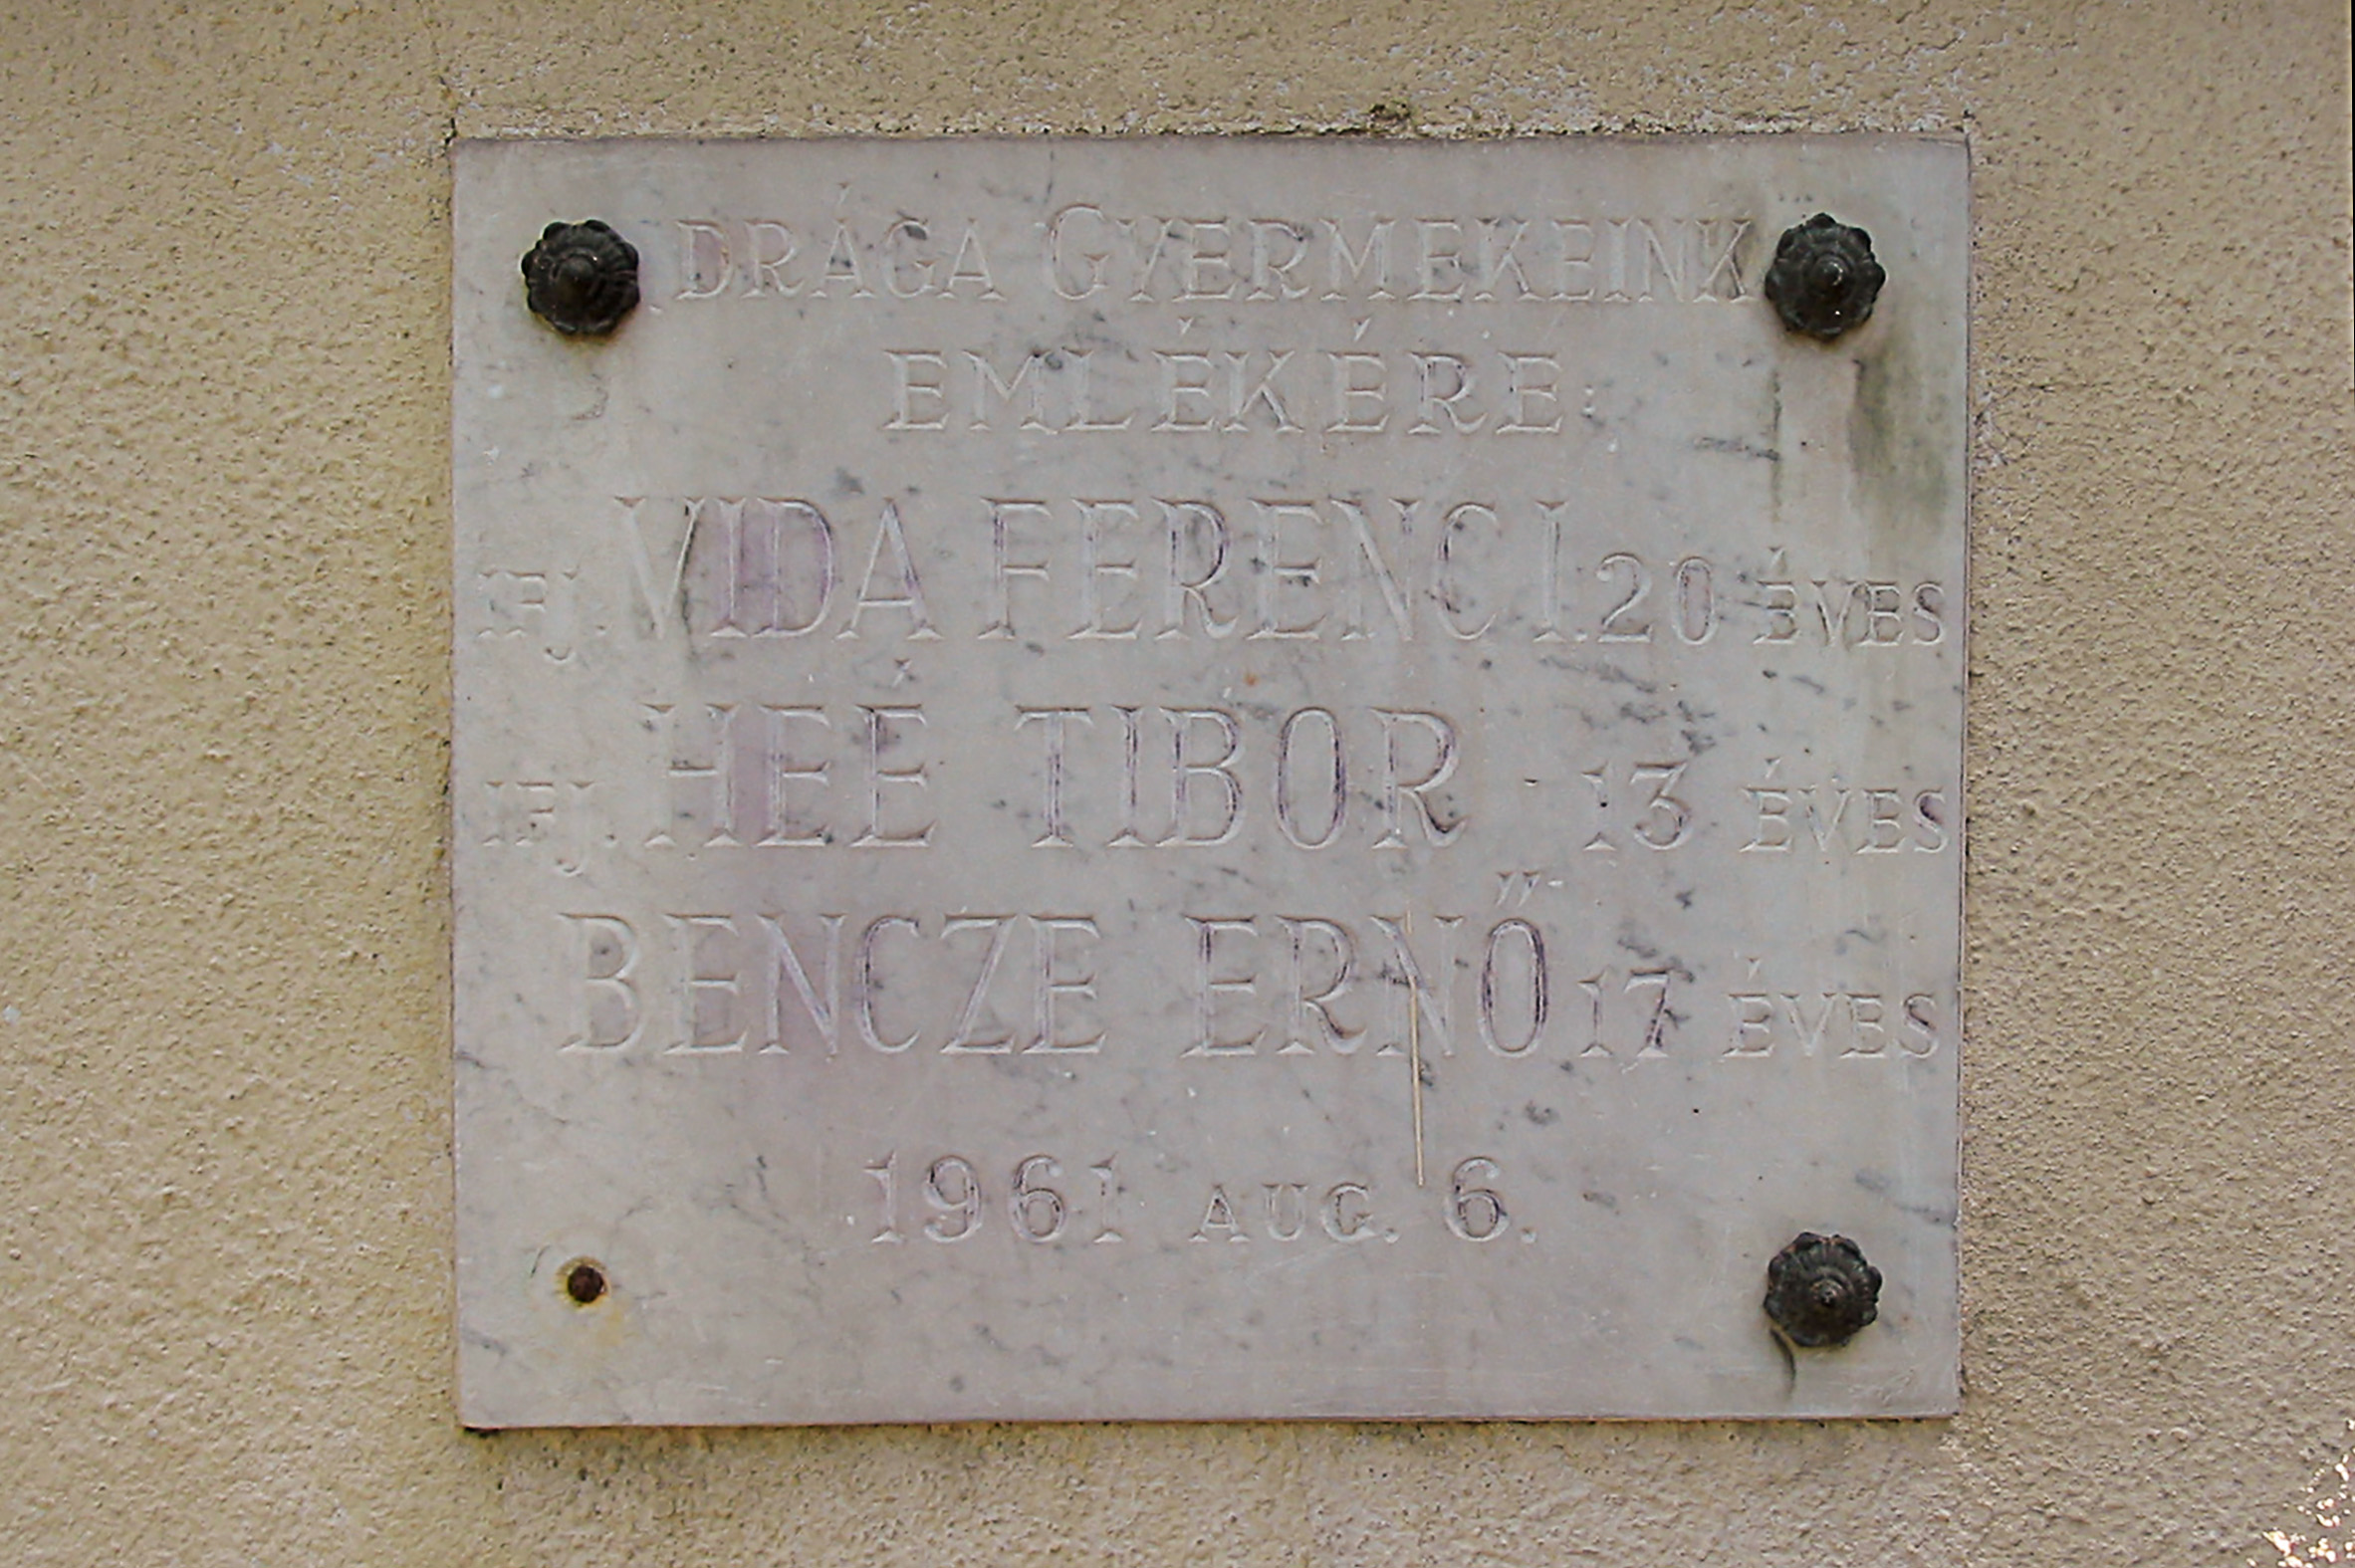 DRÁGA GYERMEKEINK
EMLÉKÉRE:
IFJ. VIDA FERENC I. 20 ÉVES
IFJ. HEÉ TIBOR 13 ÉVES
BENCZE ERNŐ 17 ÉVES
1961 AUG. 6.